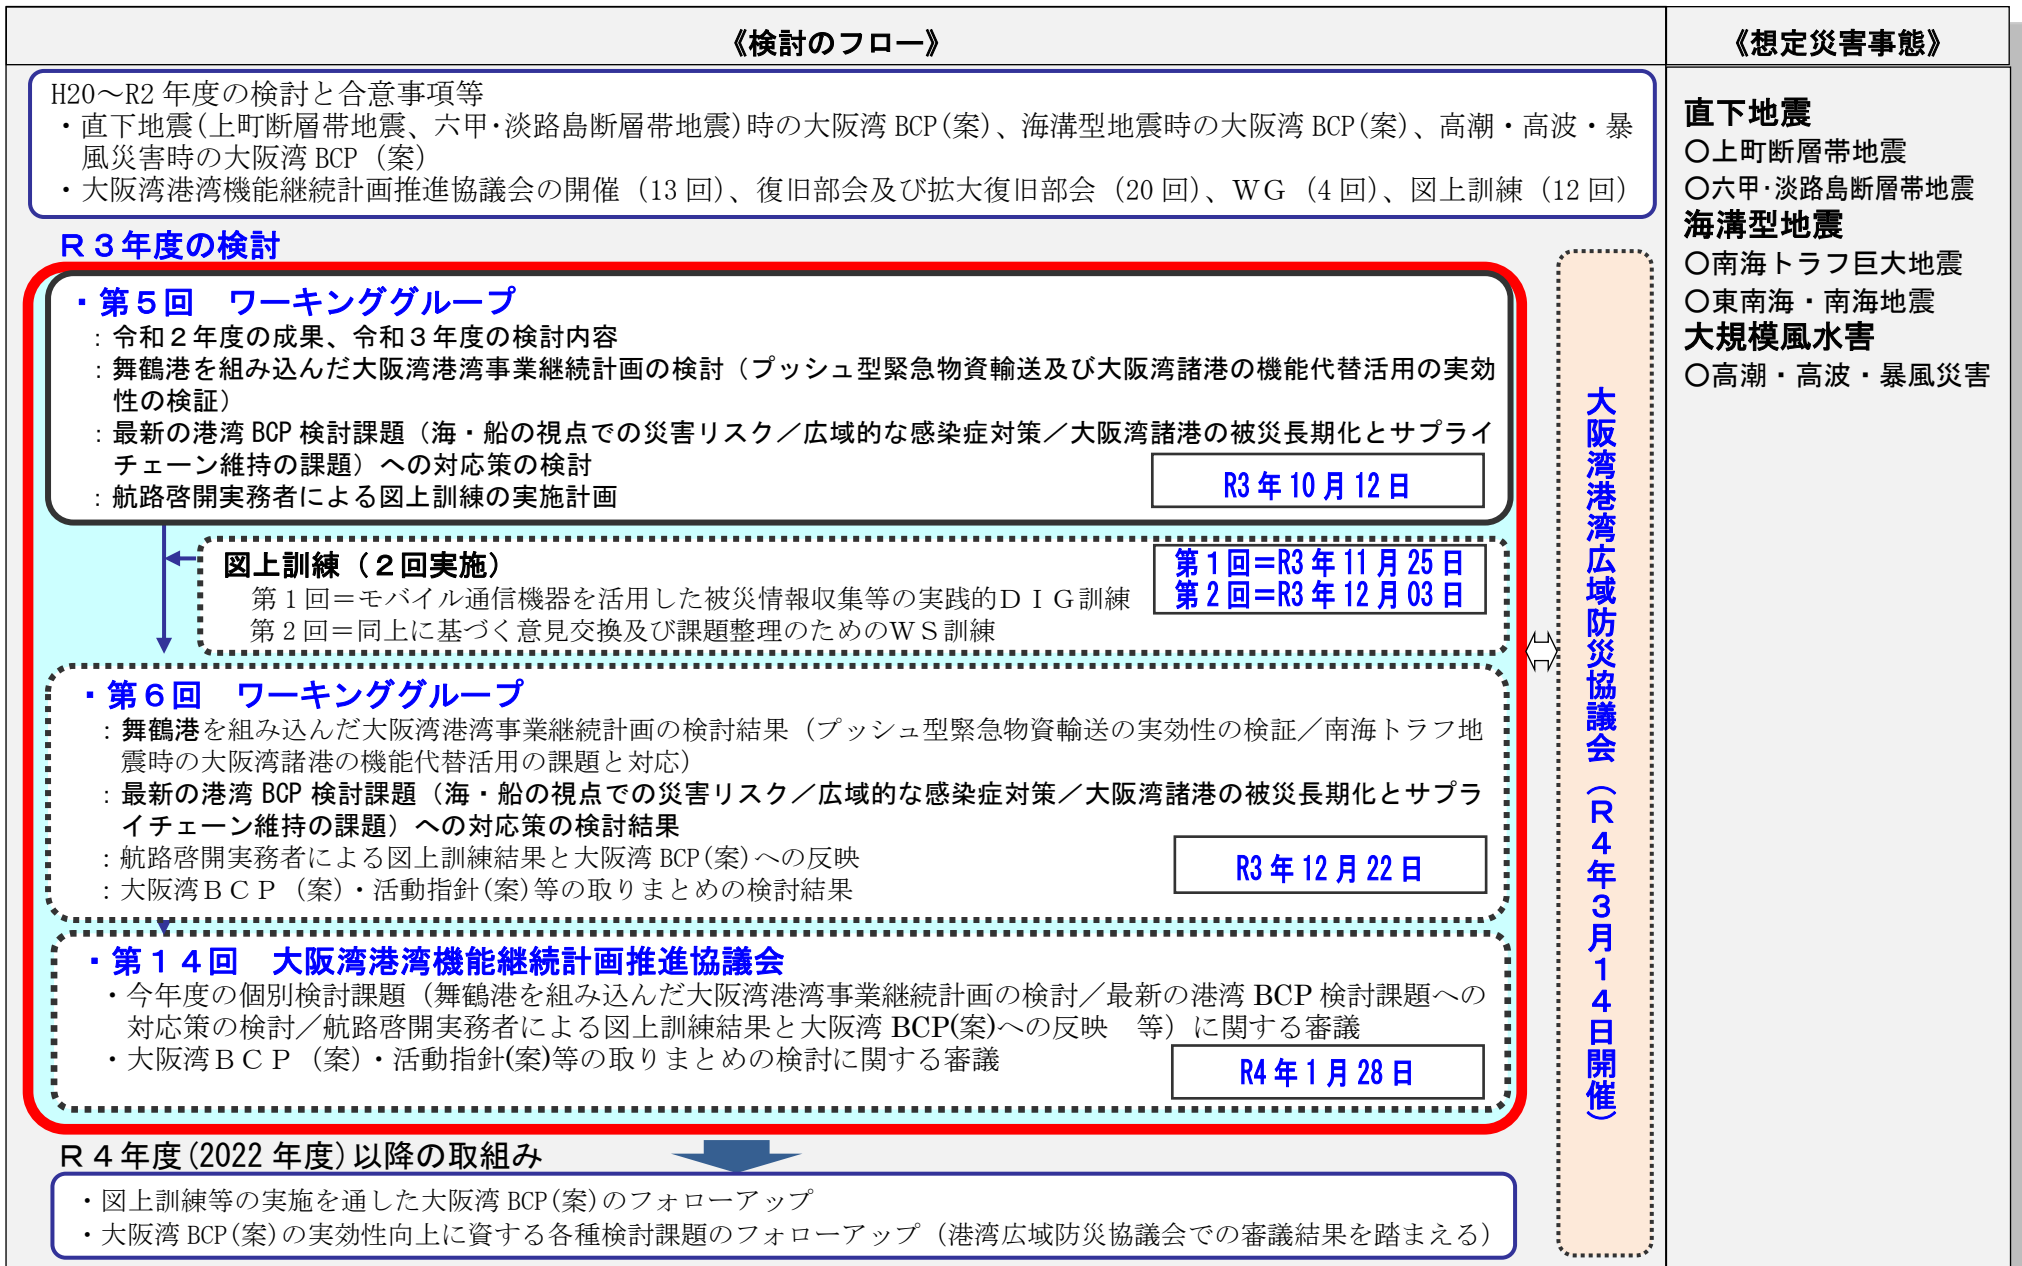 《検討のフロー》
H20～R2 年度の検討と合意事項等
・直下地震(上町断層帯地震、六甲･淡路島断層帯地震)時の大阪湾 BCP(案)、海溝型地震時の大阪湾 BCP(案)、高潮・高波・暴
風災害時の大阪湾 BCP（案）
・大阪湾港湾機能継続計画推進協議会の開催（13 回）、復旧部会及び拡大復旧部会（20 回）、ＷＧ（4 回）、図上訓練（12 回）
Ｒ３年度の検討
・第５回　ワーキンググループ
：令和２年度の成果、令和３年度の検討内容
：舞鶴港を組み込んだ大阪湾港湾事業継続計画の検討（プッシュ型緊急物資輸送及び大阪湾諸港の機能代替活用の実効
性の検証）
：最新の港湾 BCP 検討課題（海・船の視点での災害リスク／広域的な感染症対策／大阪湾諸港の被災長期化とサプライ
チェーン維持の課題）への対応策の検討
：航路啓開実務者による図上訓練の実施計画
R3 年 10 月 12 日
図上訓練（２回実施）
第１回＝モバイル通信機器を活用した被災情報収集等の実践的ＤＩＧ訓練
第２回＝同上に基づく意見交換及び課題整理のためのＷＳ訓練
第 1 回＝R3 年 11 月 25 日
第 2 回＝R3 年 12 月 03 日
・第６回　ワーキンググループ
：舞鶴港を組み込んだ大阪湾港湾事業継続計画の検討結果（プッシュ型緊急物資輸送の実効性の検証／南海トラフ地
震時の大阪湾諸港の機能代替活用の課題と対応）
：最新の港湾 BCP 検討課題（海・船の視点での災害リスク／広域的な感染症対策／大阪湾諸港の被災長期化とサプラ
イチェーン維持の課題）への対応策の検討結果
：航路啓開実務者による図上訓練結果と大阪湾 BCP(案)への反映
：大阪湾ＢＣＰ（案）・活動指針(案)等の取りまとめの検討結果
R3 年 12 月 22 日
・第１４回　大阪湾港湾機能継続計画推進協議会
・今年度の個別検討課題（舞鶴港を組み込んだ大阪湾港湾事業継続計画の検討／最新の港湾 BCP 検討課題への
対応策の検討／航路啓開実務者による図上訓練結果と大阪湾 BCP(案)への反映　等）に関する審議
・大阪湾ＢＣＰ（案）・活動指針(案)等の取りまとめの検討に関する審議
R4 年 1 月 28 日
大阪湾港湾広域防災協議会（Ｒ４年３月１４日開催）
Ｒ４年度(2022 年度)以降の取組み
・図上訓練等の実施を通した大阪湾 BCP(案)のフォローアップ
・大阪湾 BCP(案)の実効性向上に資する各種検討課題のフォローアップ（港湾広域防災協議会での審議結果を踏まえる）
《想定災害事態》
直下地震
○上町断層帯地震
○六甲･淡路島断層帯地震
海溝型地震
○南海トラフ巨大地震
○東南海・南海地震
大規模風水害
○高潮・高波・暴風災害